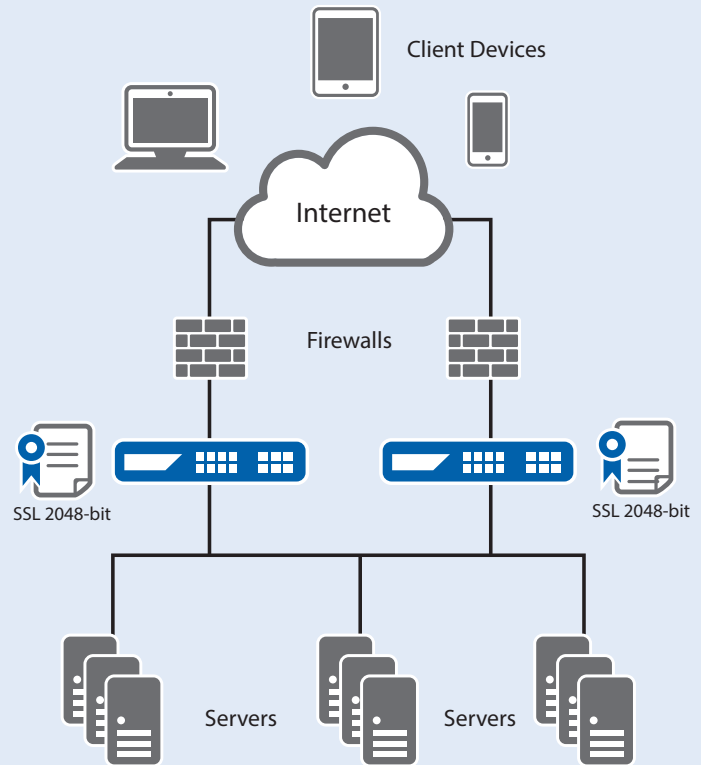 Client Devices
Internet
Firewalls
SSL 2048-bit
SSL 2048-bit
Servers
Servers